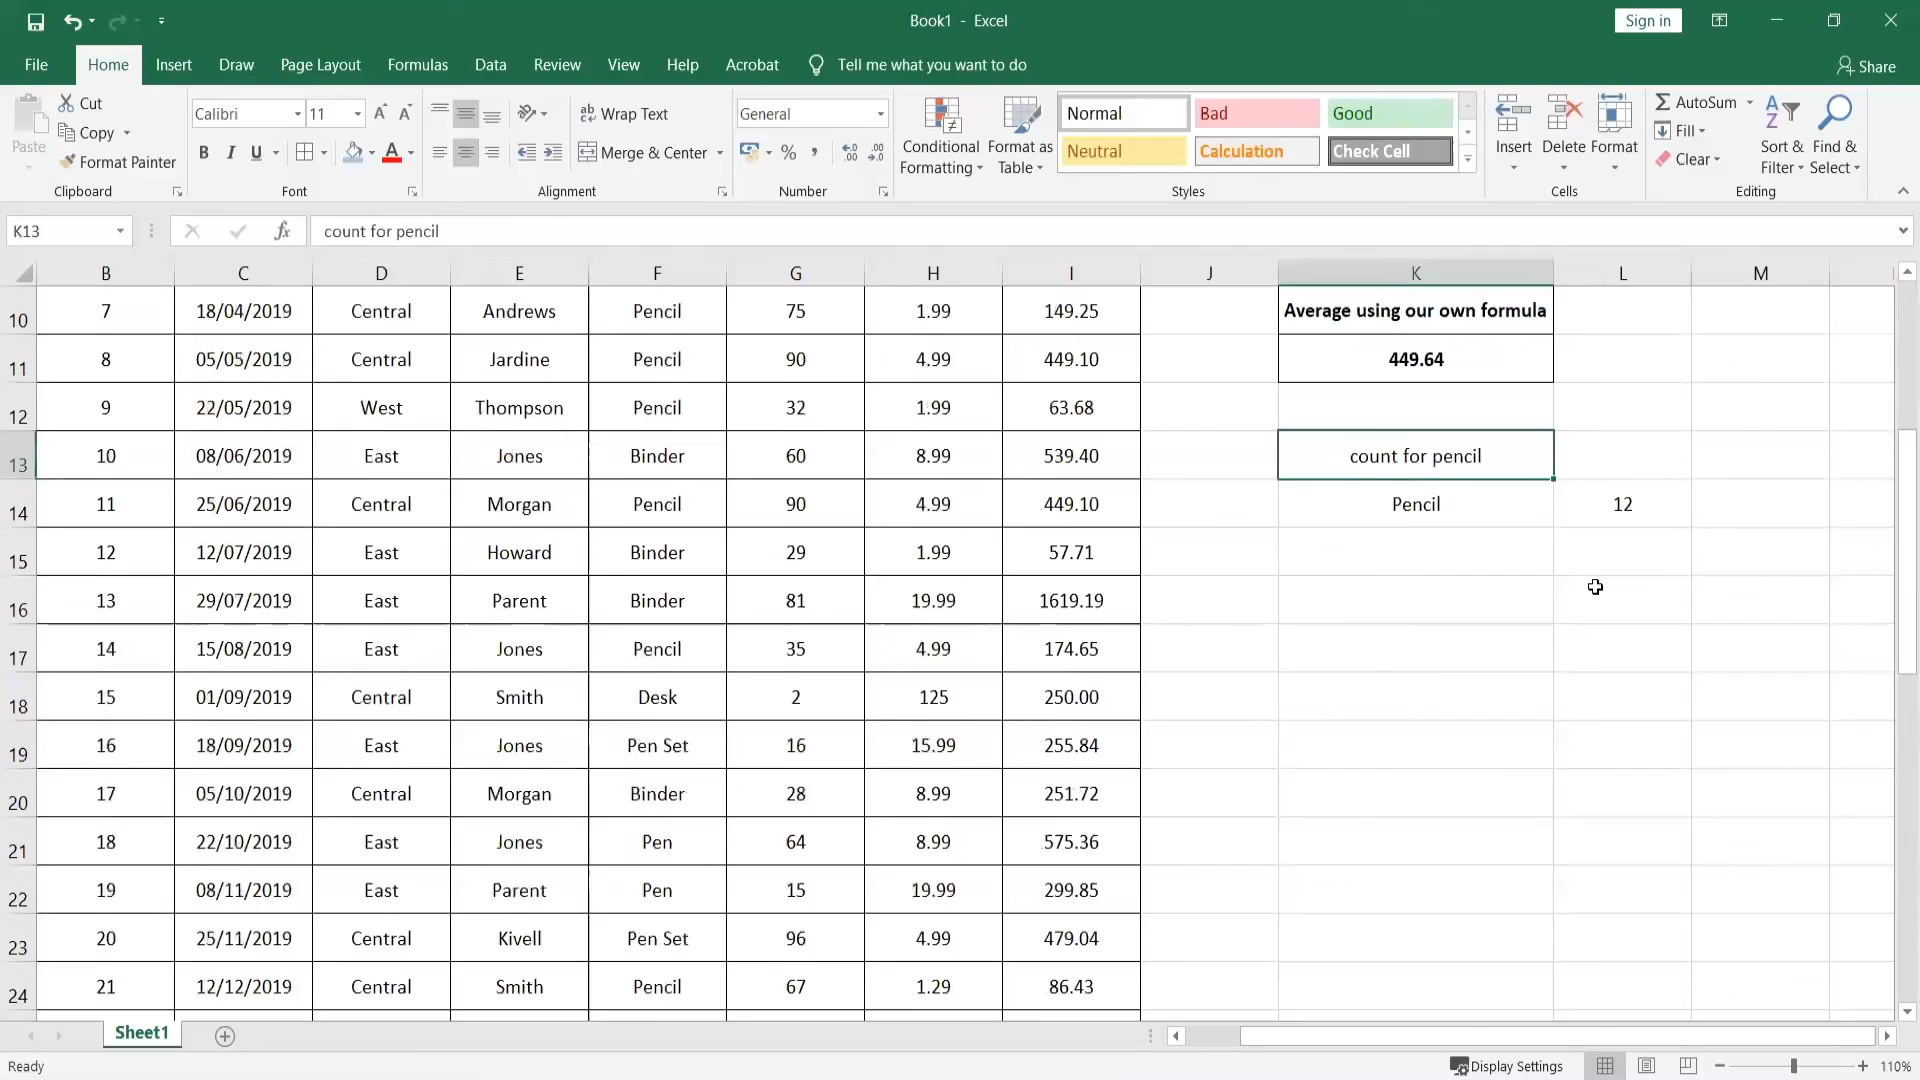 Book1 - Excel
Sign in
File Home Insert Draw Page Layout Formulas Data Review View Help Acrobat Tell me what you want to do Share
Paste
Cut
Copy
Format Painter
Clipboard
Calibri 11
B I U
Font
Wrap Text
Merge & Center
Alignment
General
%
Number
Conditional Formatting
Format as Table
Normal Bad Good
Neutral Calculation Check Cell
Styles
Insert Delete Format
Cells
AutoSum
Fill
Clear
Sort & Filter
Find & Select
Editing
K13 fx count for pencil
B C D E F G H I J K L M
10 7 18/04/2019 Central Andrews Pencil 75 1.99 149.25 Average using our own formula
11 8 05/05/2019 Central Jardine Pencil 90 4.99 449.10 449.64
12 9 22/05/2019 West Thompson Pencil 32 1.99 63.68
13 10 08/06/2019 East Jones Binder 60 8.99 539.40 count for pencil
14 11 25/06/2019 Central Morgan Pencil 90 4.99 449.10 Pencil 12
15 12 12/07/2019 East Howard Binder 29 1.99 57.71
16 13 29/07/2019 East Parent Binder 81 19.99 1619.19
17 14 15/08/2019 East Jones Pencil 35 4.99 174.65
18 15 01/09/2019 Central Smith Desk 2 125 250.00
19 16 18/09/2019 East Jones Pen Set 16 15.99 255.84
20 17 05/10/2019 Central Morgan Binder 28 8.99 251.72
21 18 22/10/2019 East Jones Pen 64 8.99 575.36
22 19 08/11/2019 East Parent Pen 15 19.99 299.85
23 20 25/11/2019 Central Kivell Pen Set 96 4.99 479.04
24 21 12/12/2019 Central Smith Pencil 67 1.29 86.43
Sheet1
Ready Display Settings 110%